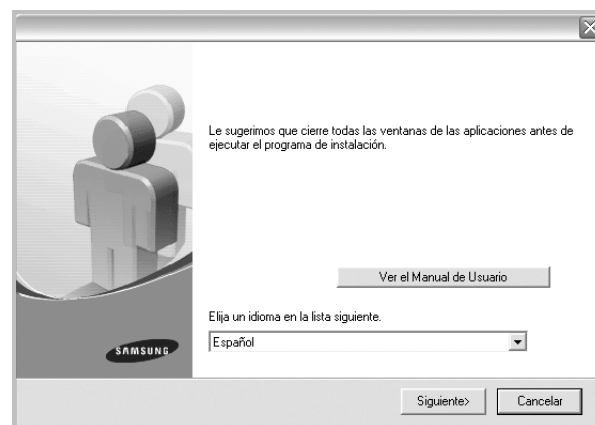 Le sugerimos que cierre todas las ventanas de las aplicaciones antes de
ejecutar el programa de instalación.
Ver el Manual de Usuario
Elija un idioma en la lista siguiente.
Español
SAMSUNG
Siguiente>
Cancelar